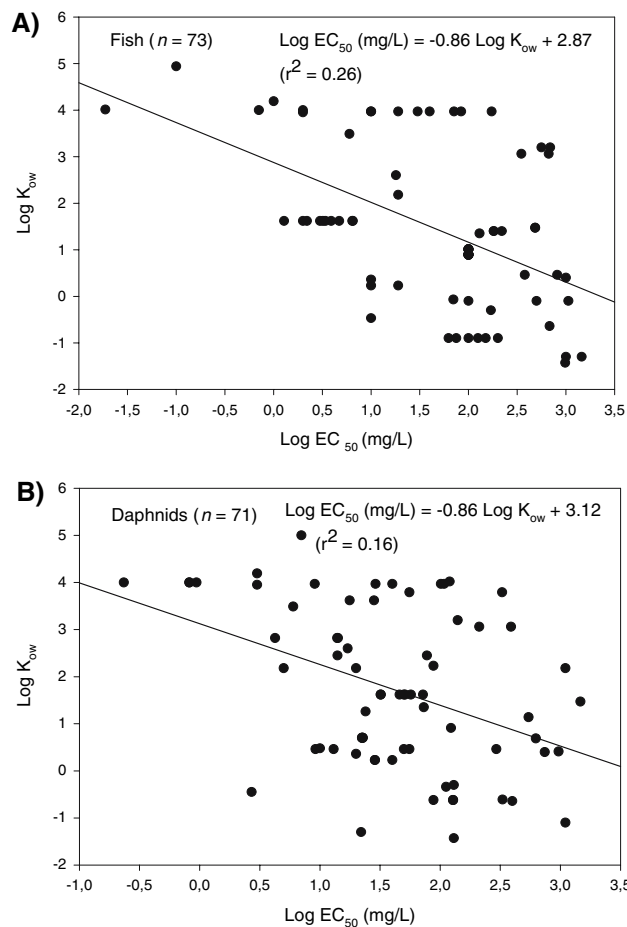 A)
Fish (n = 73)
Log EC50 (mg/L) = -0.86 Log Kow + 2.87
(r2 = 0.26)
6
5
4
3
2
1
0
-1
-2
Log Kow
-2,0 -1,0 0,0 0,5 1,0 1,5 2,0 2,5 3,0 3,5
Log EC 50 (mg/L)
B)
Daphnids (n = 71)
Log EC50 (mg/L) = -0.86 Log Kow + 3.12
(r2 = 0.16)
6
5
4
3
2
1
0
-1
-2
Log Kow
-1,0 -0,5 0,0 0,5 1,0 1,5 2,0 2,5 3,0 3,5
Log EC50 (mg/L)